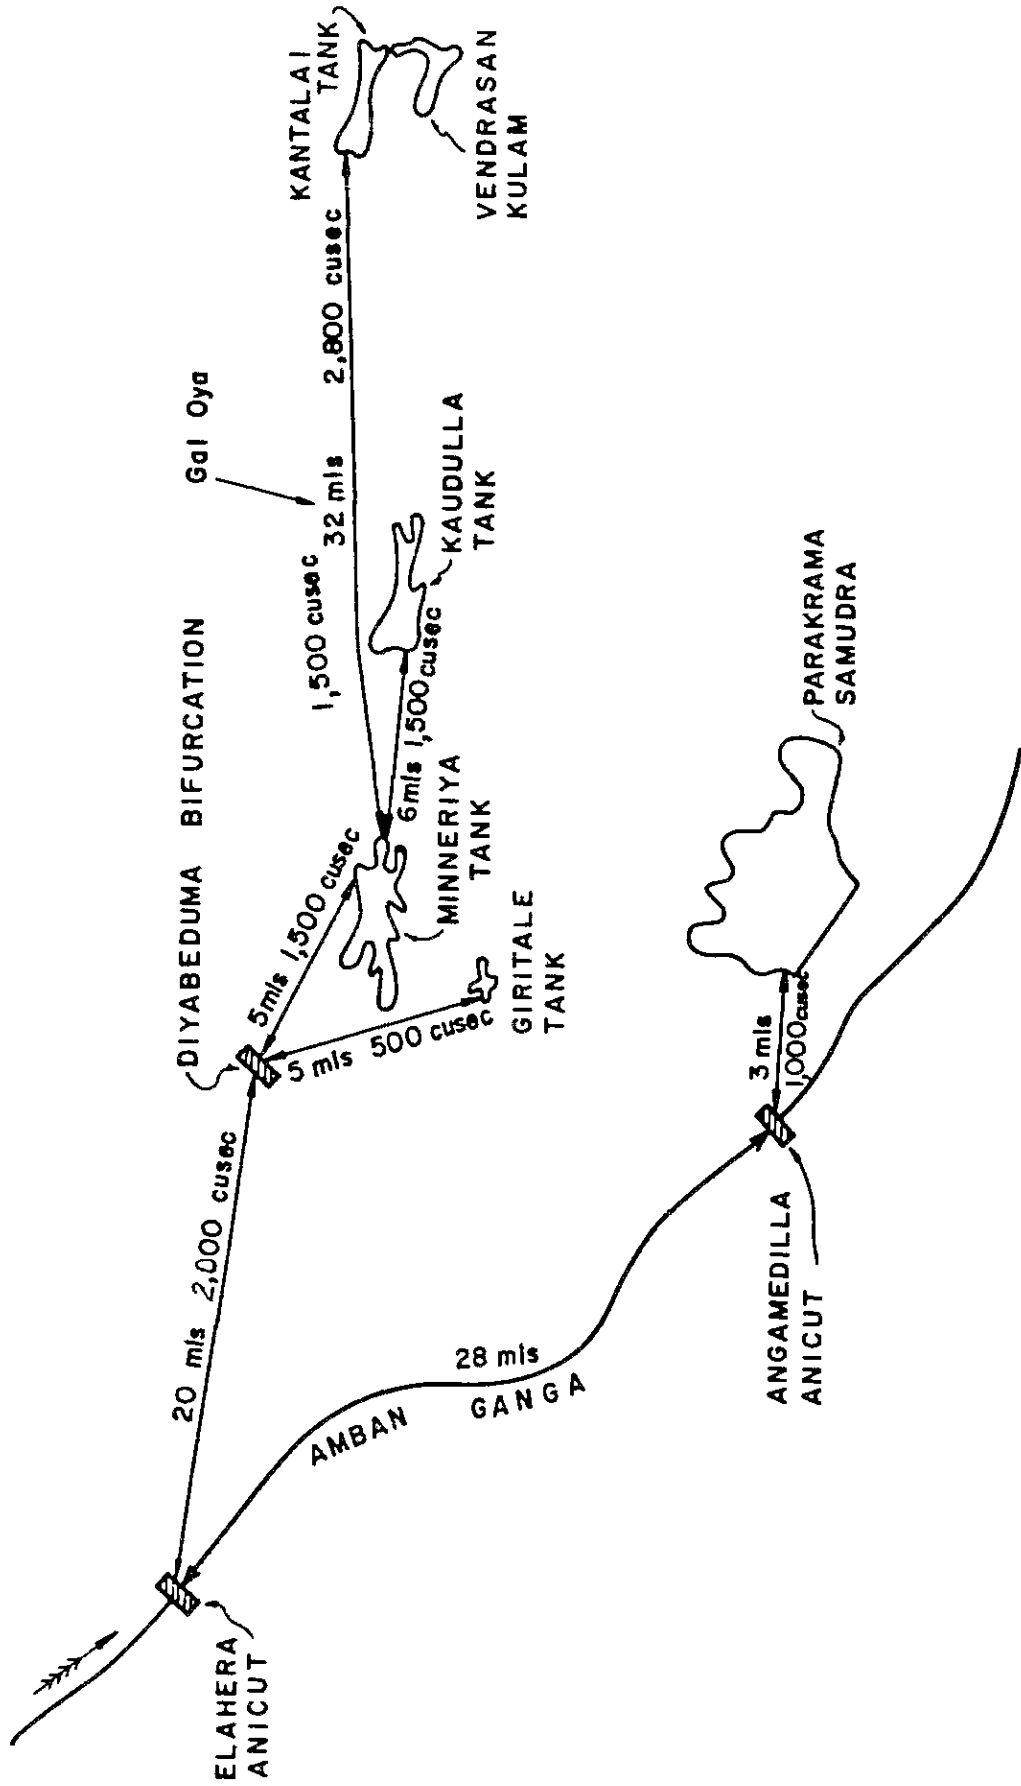 ELAHERA
ANICUT
20 mls 2,000 cusec
DIYABEDUMA BIFURCATION
5 mls 1,500 cusec
5 mls 500 cusec
GIRITALE
TANK
MINNERIYA
TANK
6 mls 1,500 cusec
KAUDULLA
TANK
1,500 cusec
32 mls 2,800 cusec
Gal Oya
KANTALAI
TANK
VENDRASAN
KULAM
AMBAN GANGA
28 mls
ANGAMEDILLA
ANICUT
3 mls
1,000 cusec
PARAKRAMA
SAMUDRA